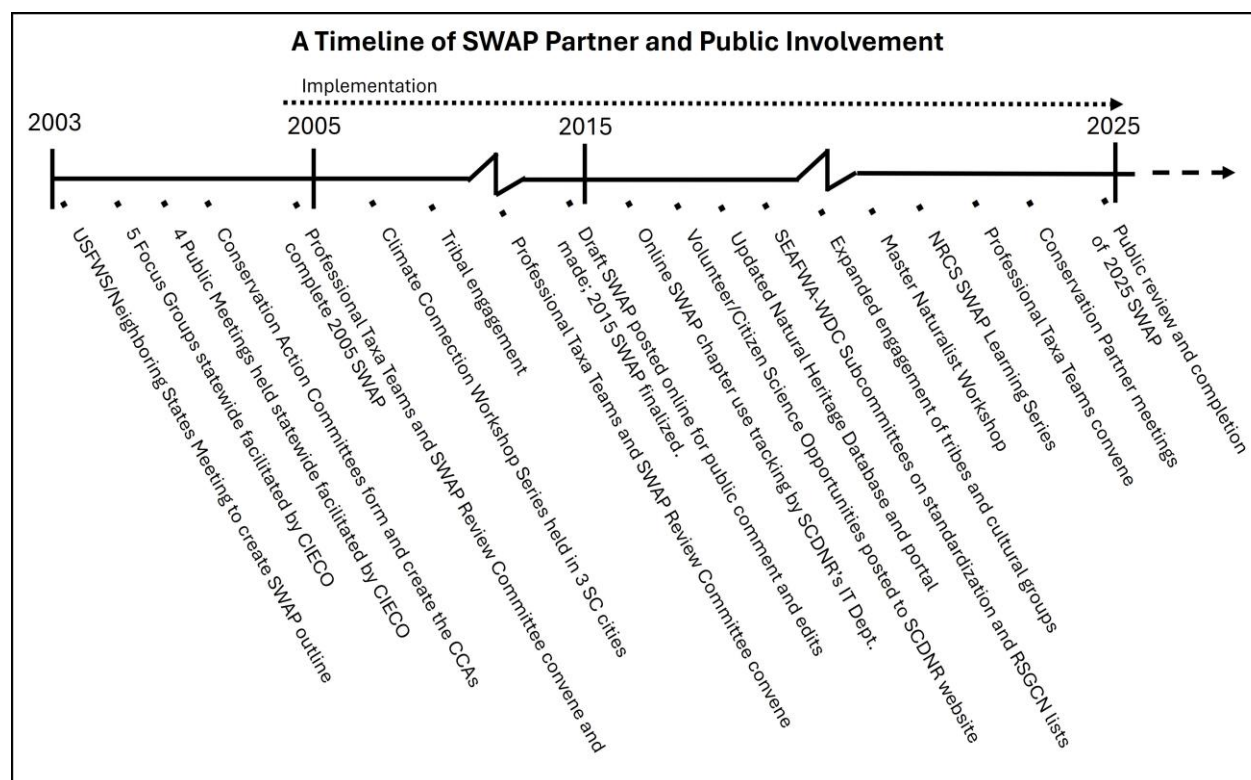 A Timeline of SWAP Partner and Public Involvement
Implementation
2003
2005
2015
2025
USFWS/Neighboring States Meeting to create SWAP outline
5 Focus Groups statewide facilitated by CIECO
4 Public Meetings held statewide facilitated by CIECO
Conservation Action Committees form and create the CCAs
Professional Taxa Teams and SWAP Review Committee convene and
complete 2005 SWAP
Climate Connection Workshop Series held in 3 SC cities
Tribal engagement
Professional Taxa Teams and SWAP Review Committee convene
Draft SWAP posted online for public comment and edits
made; 2015 SWAP finalized.
Online SWAP chapter use tracking by SCDNR's IT Dept.
Volunteer/Citizen Science Opportunities posted to SCDNR website
Updated Natural Heritage Database and portal
SEAFWA-WDC Subcommittees on standardization and RSGCN lists
Expanded engagement of tribes and cultural groups
Master Naturalist Workshop
NRCS SWAP Learning Series
Professional Taxa Teams convene
Conservation Partner meetings
Public review and completion
of 2025 SWAP